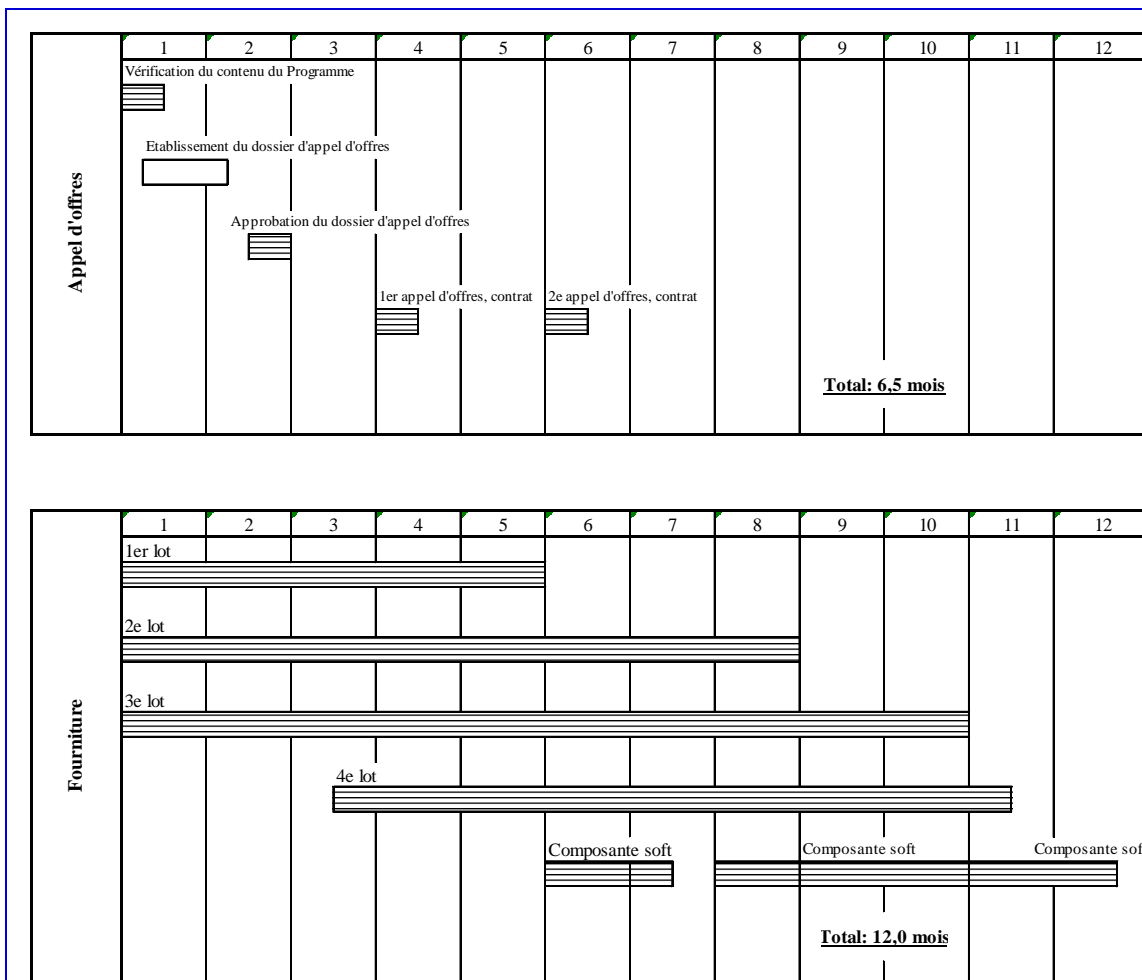 1 2 3 4 5 6 7 8 9 10 11 12
Appel d'offres
Vérification du contenu du Programme
Etablissement du dossier d'appel d'offres
Approbation du dossier d'appel d'offres
1er appel d'offres, contrat 2e appel d'offres, contrat
Total: 6,5 mois
1 2 3 4 5 6 7 8 9 10 11 12
Fourniture
1er lot
2e lot
3e lot
4e lot
Composante soft Composante soft Composante sof
Total: 12,0 mois